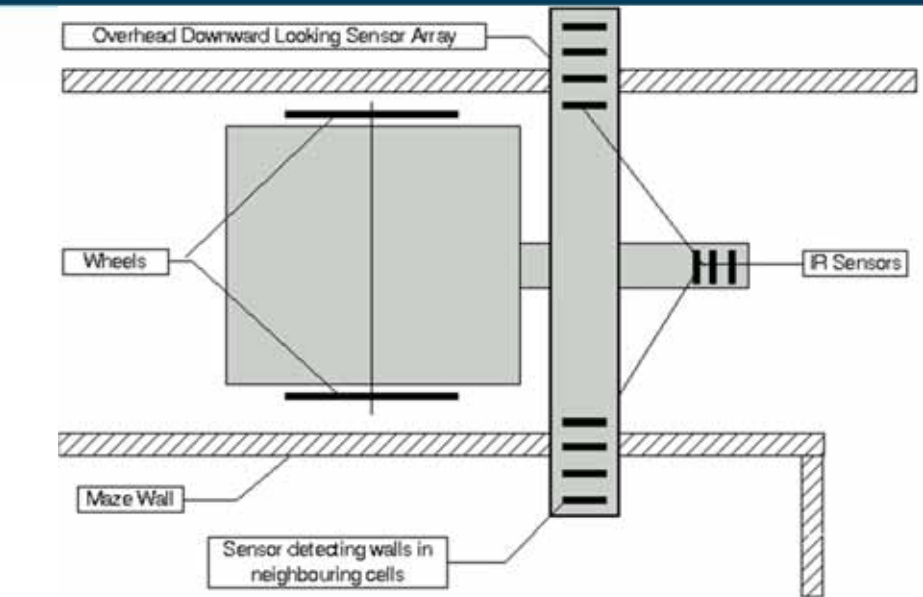 Overhead Downward Looking Sensor Array
Wheels
IR Sensors
Maze Wall
Sensor detecting walls in
neighbouring cells